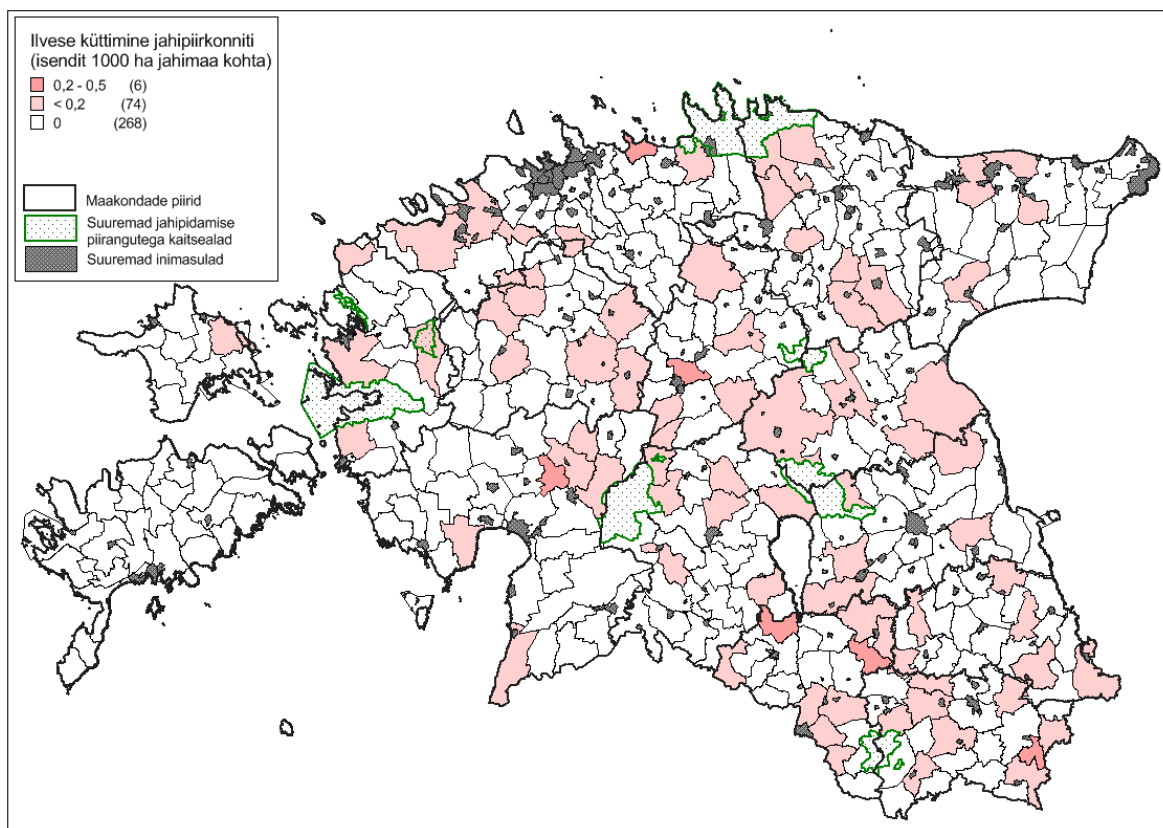 Ilvese küttimine jahipiirkonniti
(isendit 1000 ha jahimaa kohta)
0,2 - 0,5 (6)
< 0,2 (74)
0 (268)
Maakondade piirid
Suuremad jahipidamise
piirangutega kaitsealad
Suuremad inimasulad